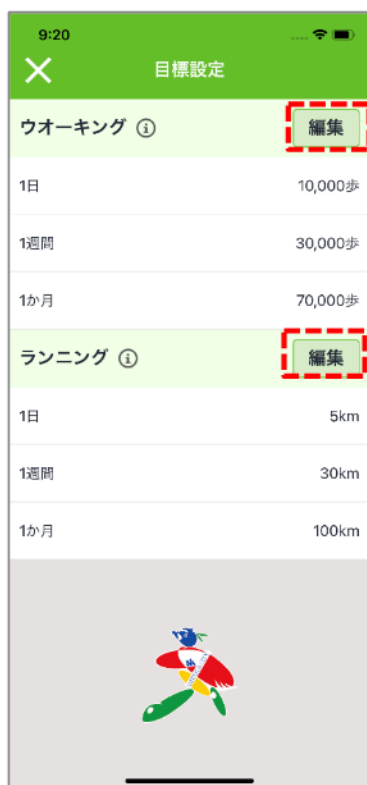 9:20
目標設定
ウオーキング
編集
1日 10,000歩
1週間 30,000歩
1か月 70,000歩
ランニング
編集
1日 5km
1週間 30km
1か月 100km